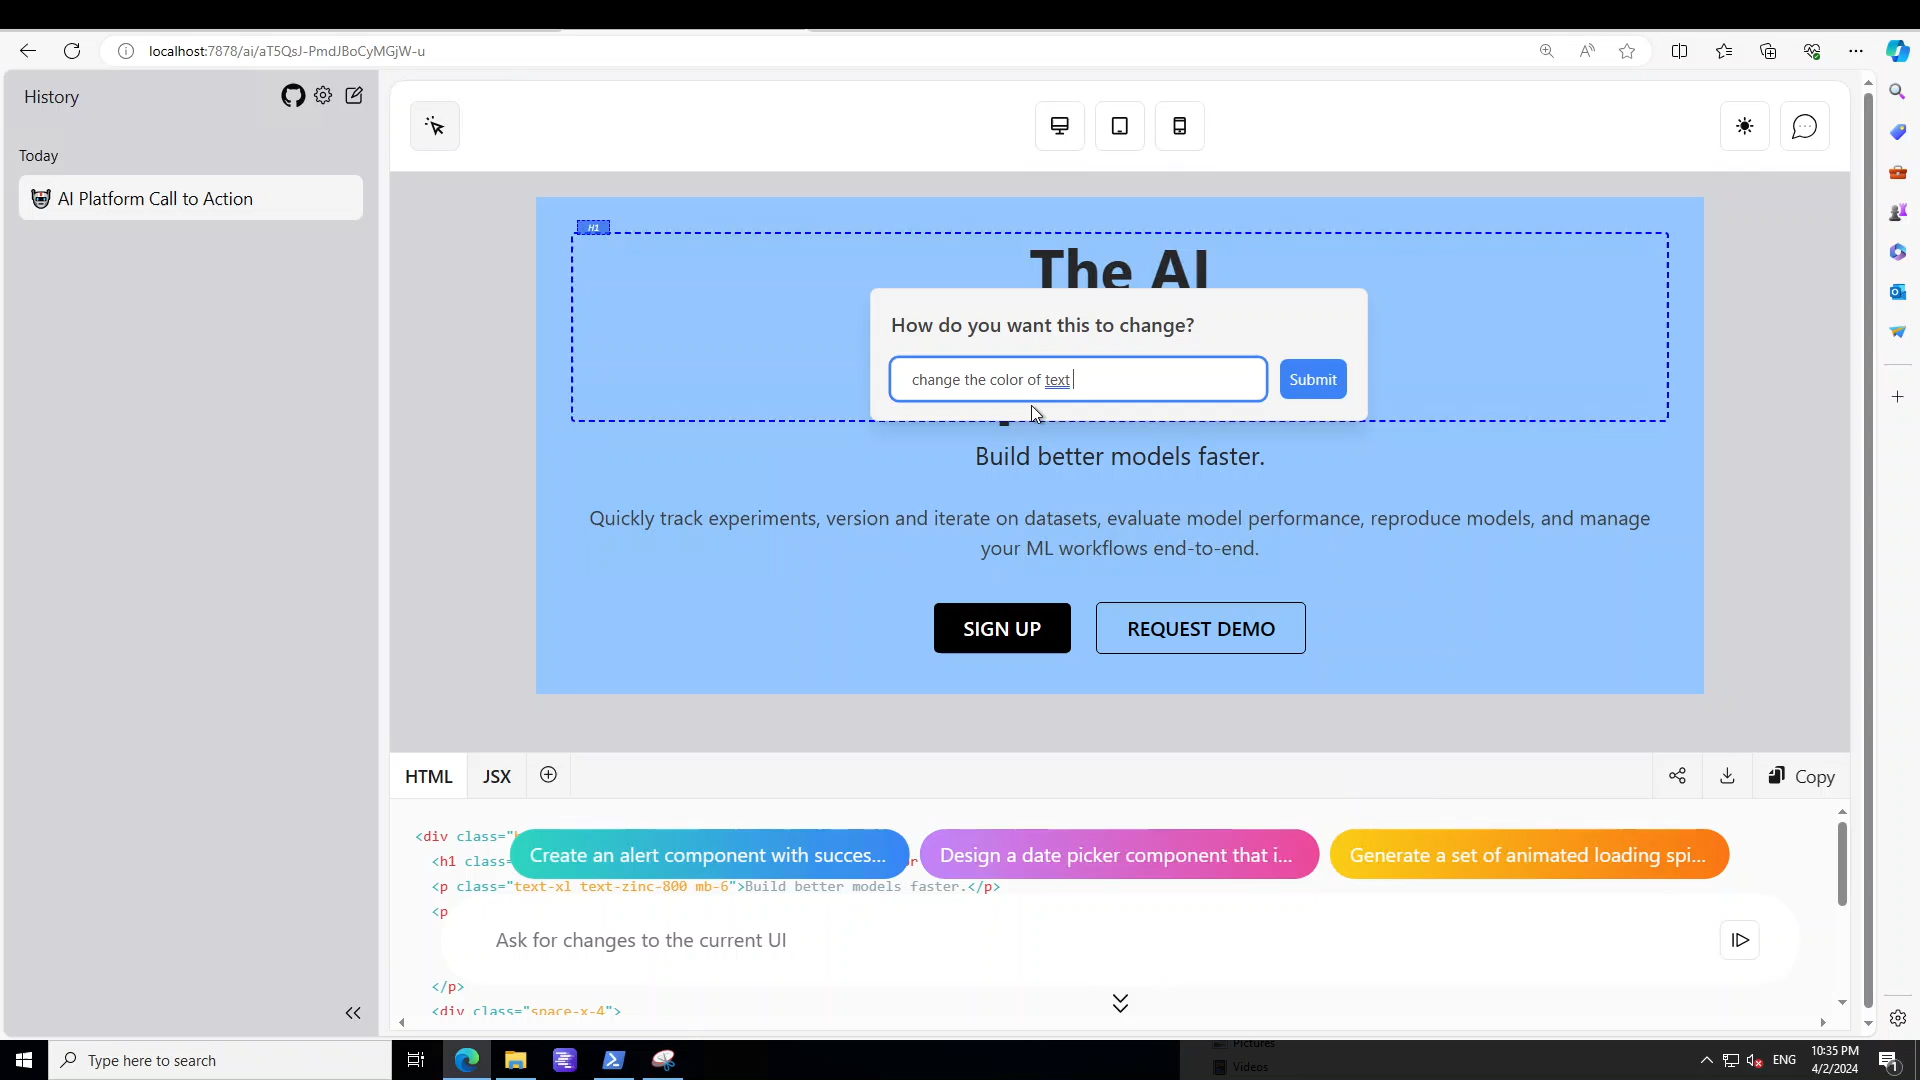 localhost:7878/ai/aT5QsJ-PmdJBoCyMGjW-u
History
Today
AI Platform Call to Action
H1
The AI
How do you want this to change?
change the color of text
Submit
Build better models faster.
Quickly track experiments, version and iterate on datasets, evaluate model performance, reproduce models, and manage
your ML workflows end-to-end.
SIGN UP
REQUEST DEMO
HTML
JSX
Copy
<div class="
<h1 class=
Create an alert component with succes...
Design a date picker component that i...
Generate a set of animated loading spi...
<p class="text-xl text-zinc-800 mb-6">Build better models faster.</p>
<p
Ask for changes to the current UI
</p>
<div class="space-x-4">
Pictures
Videos
Type here to search
ENG
10:35 PM
4/2/2024
1